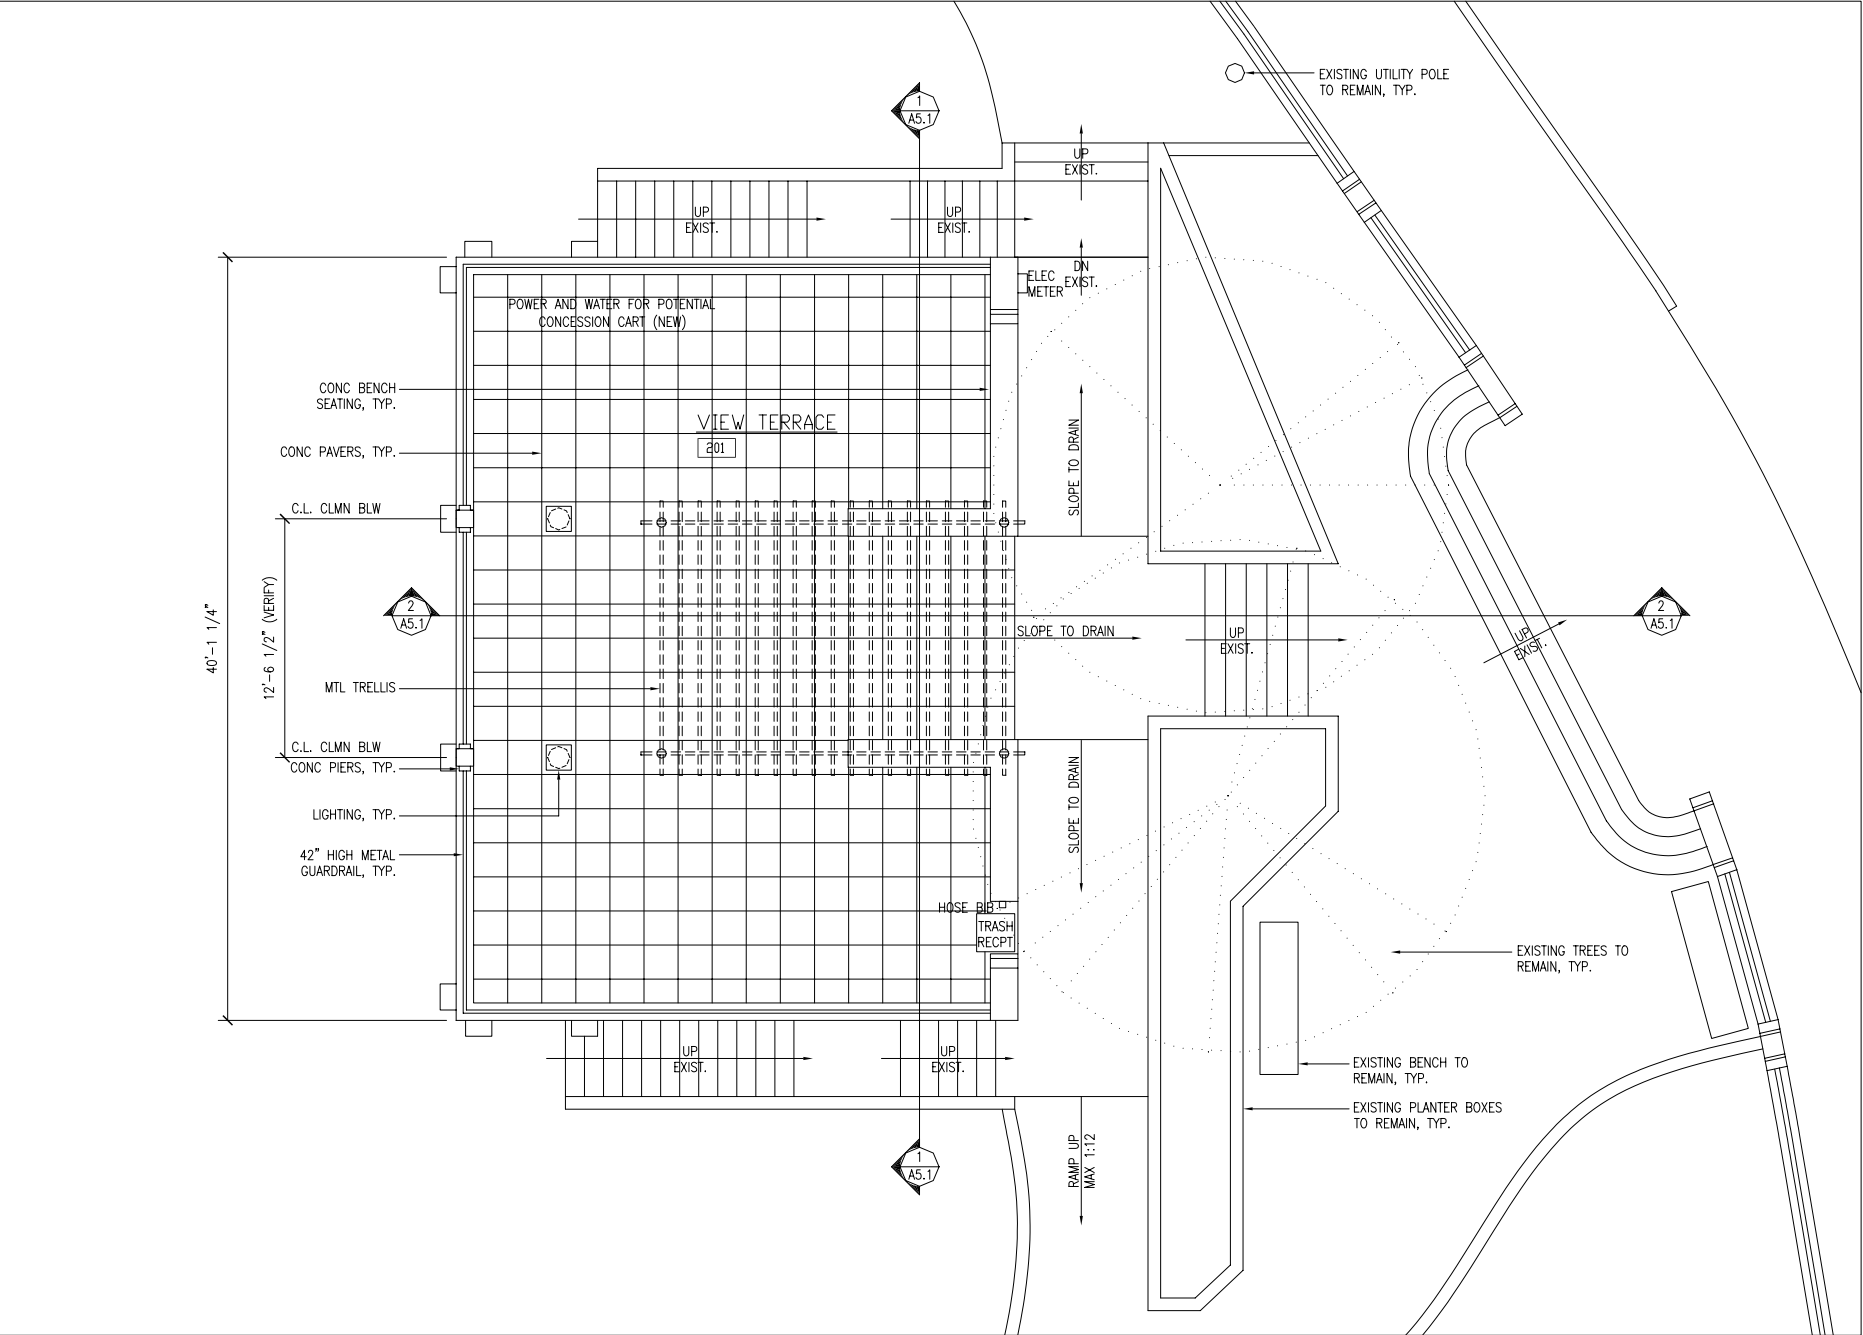 EXISTING UTILITY POLE
TO REMAIN, TYP.
1
A5.1
UP
EXIST.
UP
EXIST.
UP
EXIST.
DN
EXIST.
ELEC
METER
POWER AND WATER FOR POTENTIAL
CONCESSION CART (NEW)
CONC BENCH
SEATING, TYP.
VIEW TERRACE
201
CONC PAVERS, TYP.
SLOPE TO DRAIN
C.L. CLMN BLW
40'-1 1/4"
12'-6 1/2" (VERIFY)
2
A5.1
2
A5.1
SLOPE TO DRAIN
UP
EXIST.
UP
EXIST.
MTL TRELLIS
C.L. CLMN BLW
CONC PIERS, TYP.
SLOPE TO DRAIN
LIGHTING, TYP.
42" HIGH METAL
GUARDRAIL, TYP.
HOSE BIB
TRASH
RECPT
EXISTING TREES TO
REMAIN, TYP.
UP
EXIST.
UP
EXIST.
EXISTING BENCH TO
REMAIN, TYP.
EXISTING PLANTER BOXES
TO REMAIN, TYP.
1
A5.1
RAMP UP
MAX 1:12